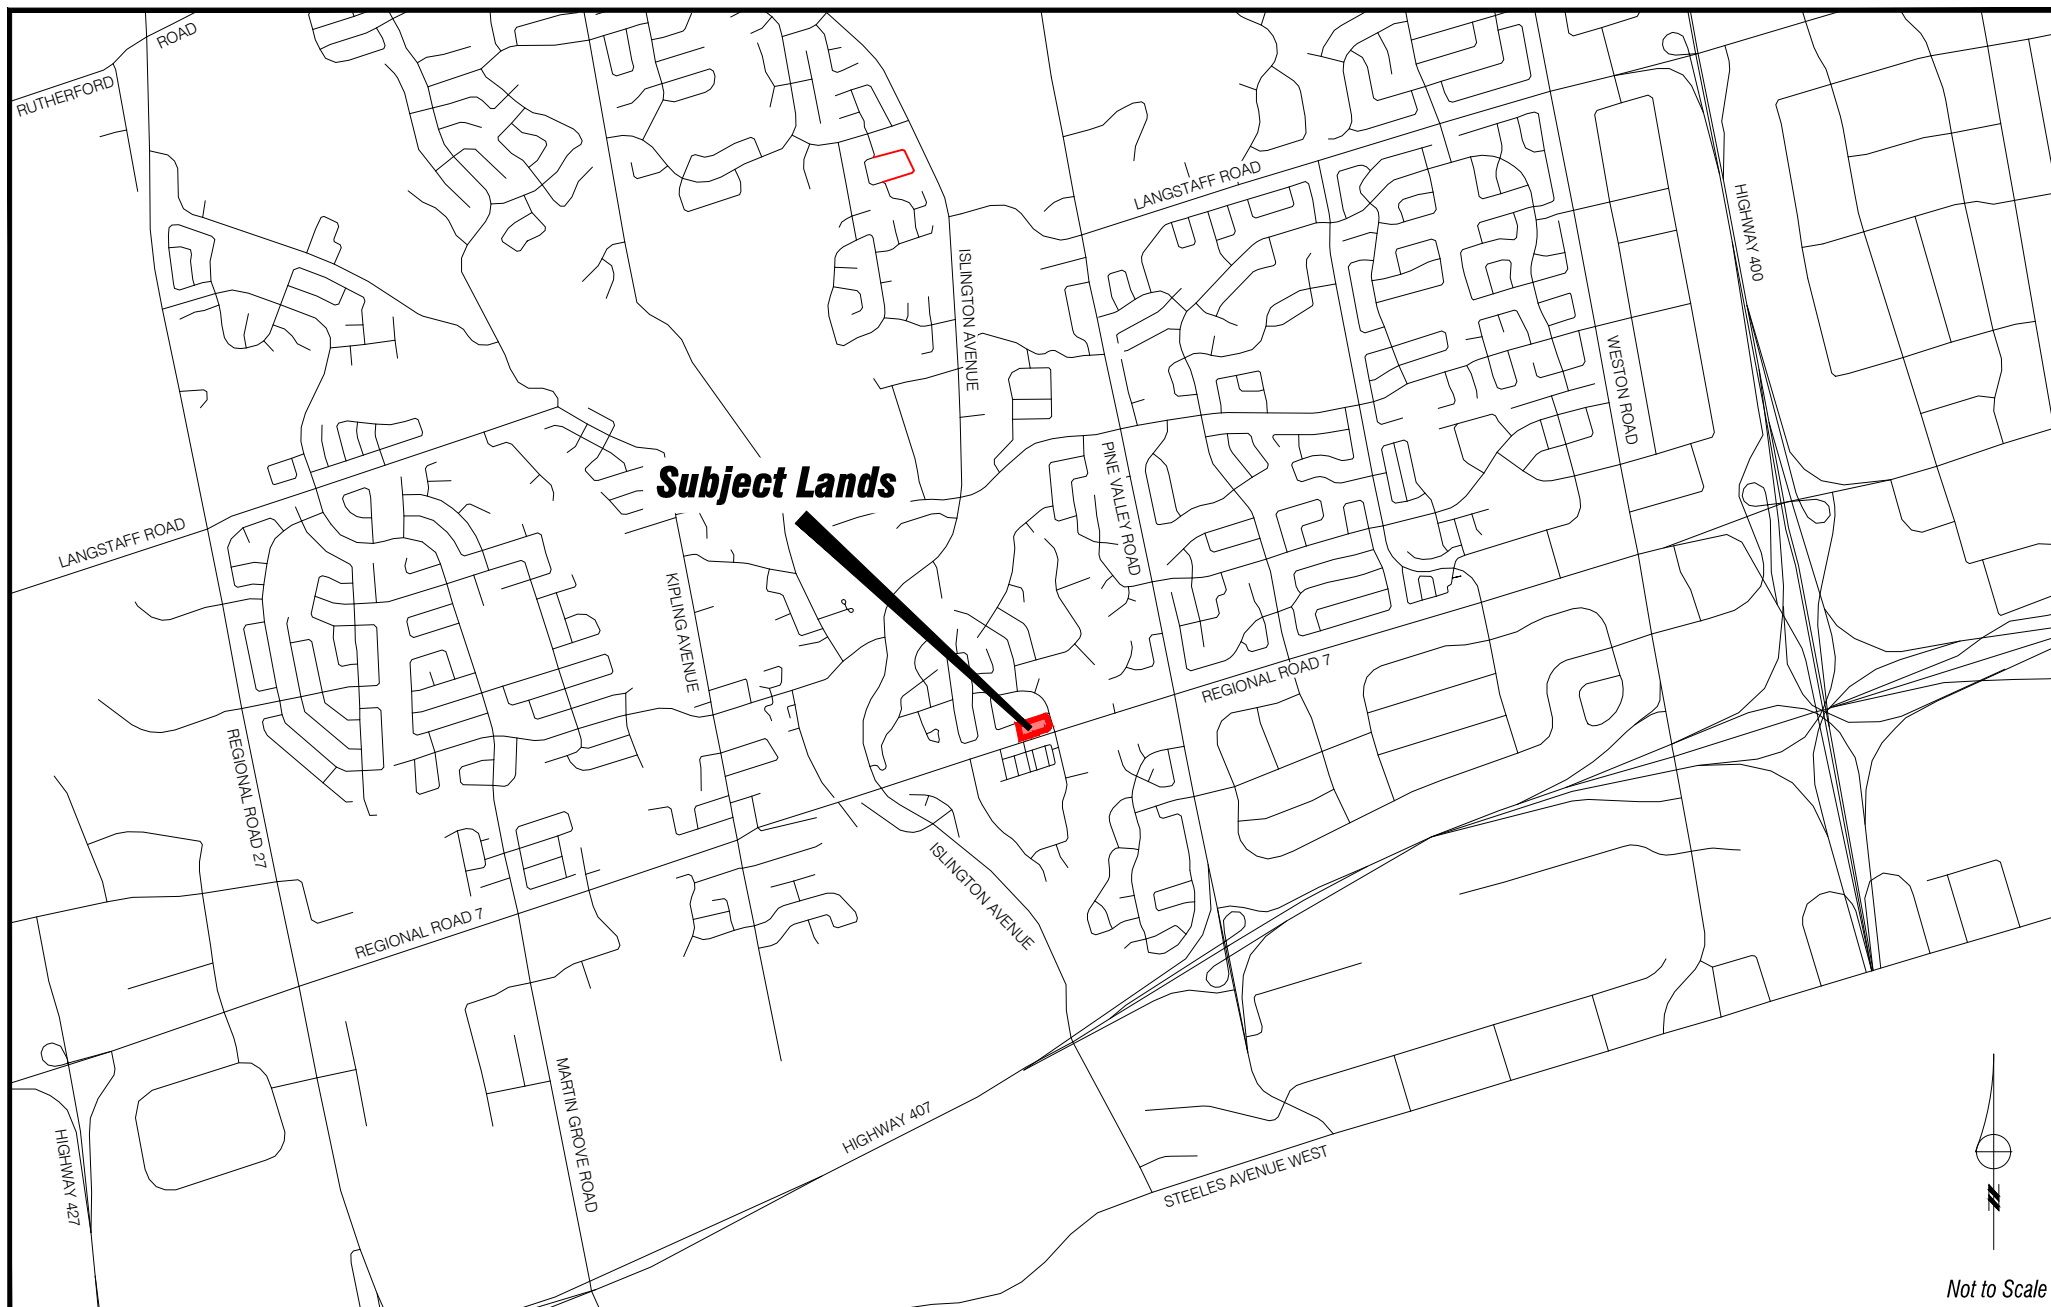 ROAD
RUTHERFORD
LANGSTAFF ROAD
HIGHWAY 400
ISLINGTON AVENUE
WESTON ROAD
Subject Lands
PINE VALLEY ROAD
LANGSTAFF ROAD
KIPLING AVENUE
REGIONAL ROAD 7
REGIONAL ROAD 27
ISLINGTON AVENUE
REGIONAL ROAD 7
MARTIN GROVE ROAD
HIGHWAY 407
HIGHWAY 427
STEELES AVENUE WEST
N
Not to Scale